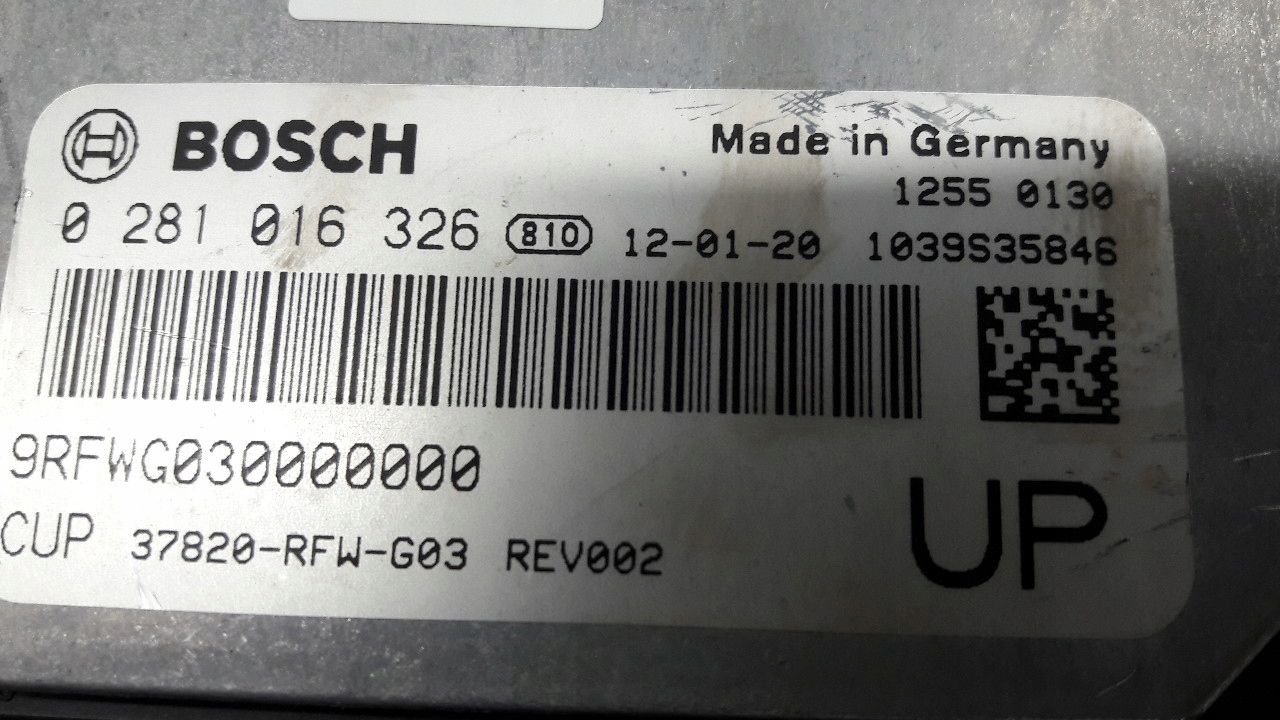 BOSCH
Made in Germany
1255 0130
0 281 016 326 810 12-01-20 1039S35846
9RFWG030000000
CUP 37820-RFW-G03 REV002
UP